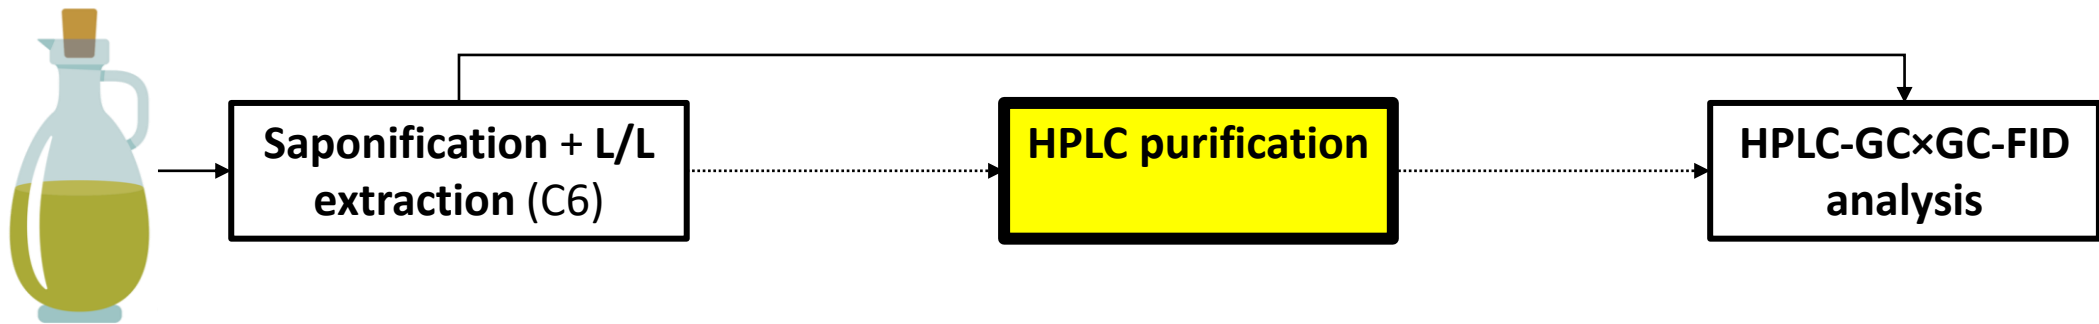 Saponification + L/L
extraction (C6)
HPLC purification
HPLC-GC×GC-FID
analysis